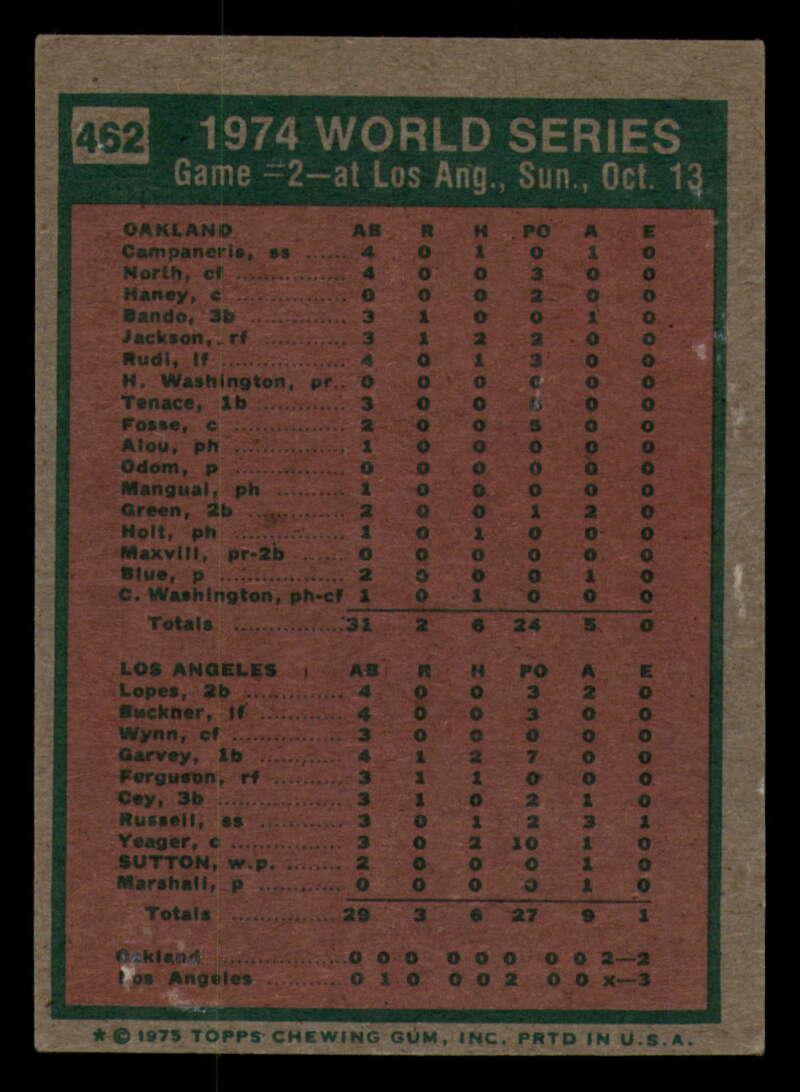 462
1974 WORLD SERIES
Game #2—at Los Ang., Sun., Oct. 13
OAKLAND AB R H PO A E
Campaneris, ss ...... 4 0 1 0 1 0
North, cf ............... 4 0 0 3 0 0
Haney, c ............... 0 0 0 2 0 0
Bando, 3b ............. 3 1 0 0 1 0
Jackson, rf ............ 3 1 2 2 0 0
Rudi, lf ................. 4 0 1 3 0 0
H. Washington, pr.. 0 0 0 0 0 0
Tenace, 1b ............ 3 0 0 8 0 0
Fosse, c ............... 2 0 0 5 0 0
Alou, ph ............... 1 0 0 0 0 0
Odom, p ............... 0 0 0 0 0 0
Mangual, ph .......... 1 0 0 0 0 0
Green, 2b ............. 2 0 0 1 2 0
Holt, ph ................ 1 0 1 0 0 0
Maxvill, pr-2b ...... 0 0 0 0 0 0
Blue, p ................. 2 0 0 0 1 0
C. Washington, ph-cf 1 0 1 0 0 0
Totals ...............31 2 6 24 5 0
LOS ANGELES AB R H PO A E
Lopes, 2b ............. 4 0 0 3 2 0
Buckner, lf ............ 4 0 0 3 0 0
Wynn, cf ............... 3 0 0 0 0 0
Garvey, 1b ............ 4 1 2 7 0 0
Ferguson, rf .......... 3 1 1 0 0 0
Cey, 3b ................ 3 1 0 2 1 0
Russell, ss ............ 3 0 1 2 3 1
Yeager, c .............. 3 0 2 10 1 0
SUTTON, w.p. ........ 2 0 0 0 1 0
Marshall, p ............ 0 0 0 0 1 0
Totals ...............29 3 6 27 9 1
Oakland ..................0 0 0 0 0 0 0 0 2—2
Los Angeles .............0 1 0 0 0 2 0 0 x—3
* © 1975 TOPPS CHEWING GUM, INC. PRTD IN U.S.A.